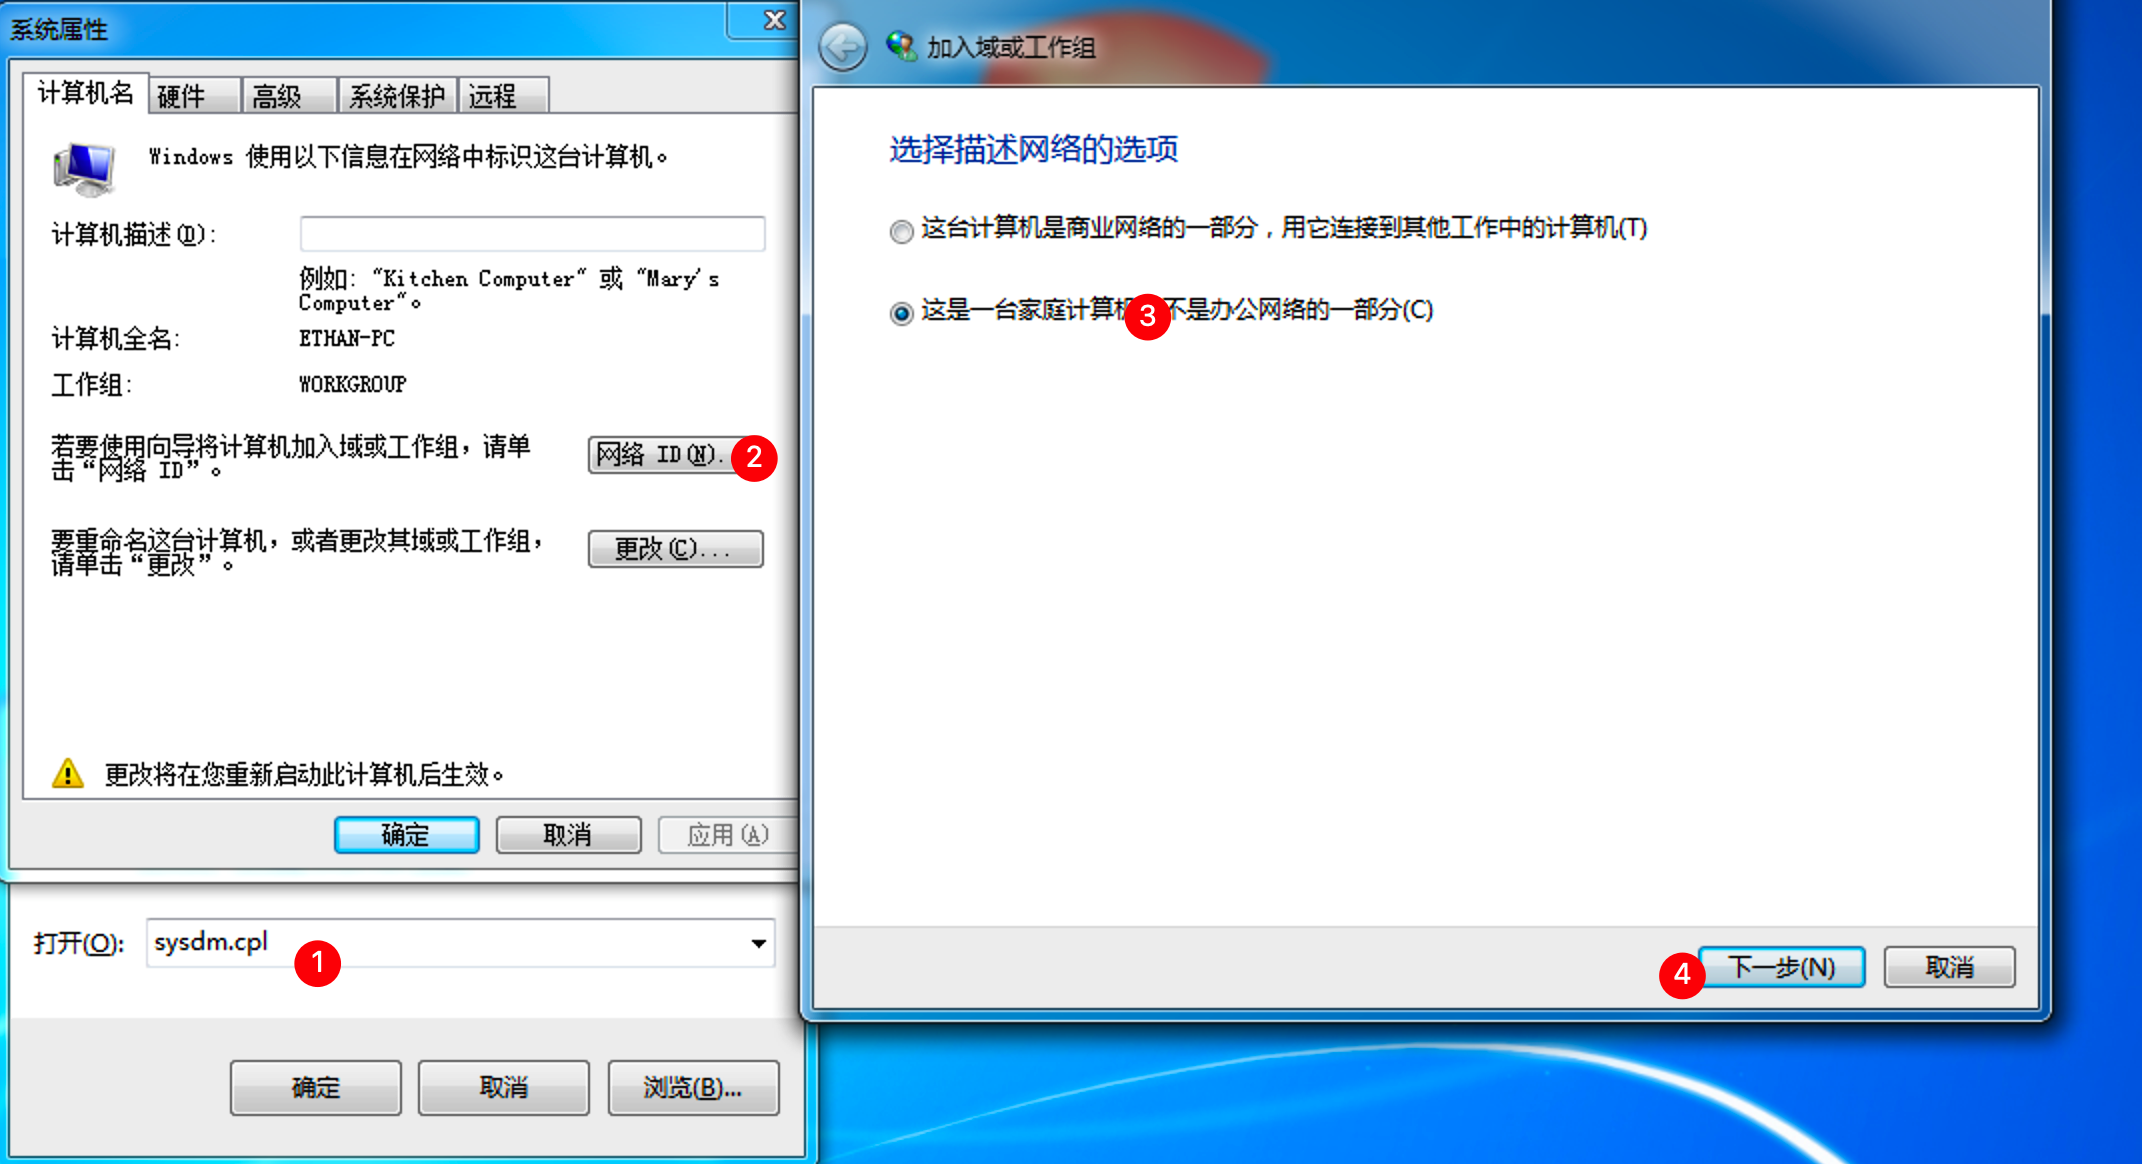 系统属性
计算机名 硬件 高级 系统保护 远程
Windows 使用以下信息在网络中标识这台计算机。
计算机描述(D):
例如: "Kitchen Computer" 或 "Mary's
Computer"。
计算机全名: ETHAN-PC
工作组: WORKGROUP
若要使用向导将计算机加入域或工作组，请单
击“网络 ID”。
网络 ID(N). 2
要重命名这台计算机，或者更改其域或工作组，
请单击“更改”。
更改(C)...
更改将在您重新启动此计算机后生效。
确定 取消 应用(A)
打开(O): sysdm.cpl 1
确定 取消 浏览(B)...
加入域或工作组
选择描述网络的选项
这台计算机是商业网络的一部分，用它连接到其他工作中的计算机(T)
这是一台家庭计算机 3 不是办公网络的一部分(C)
4 下一步(N) 取消